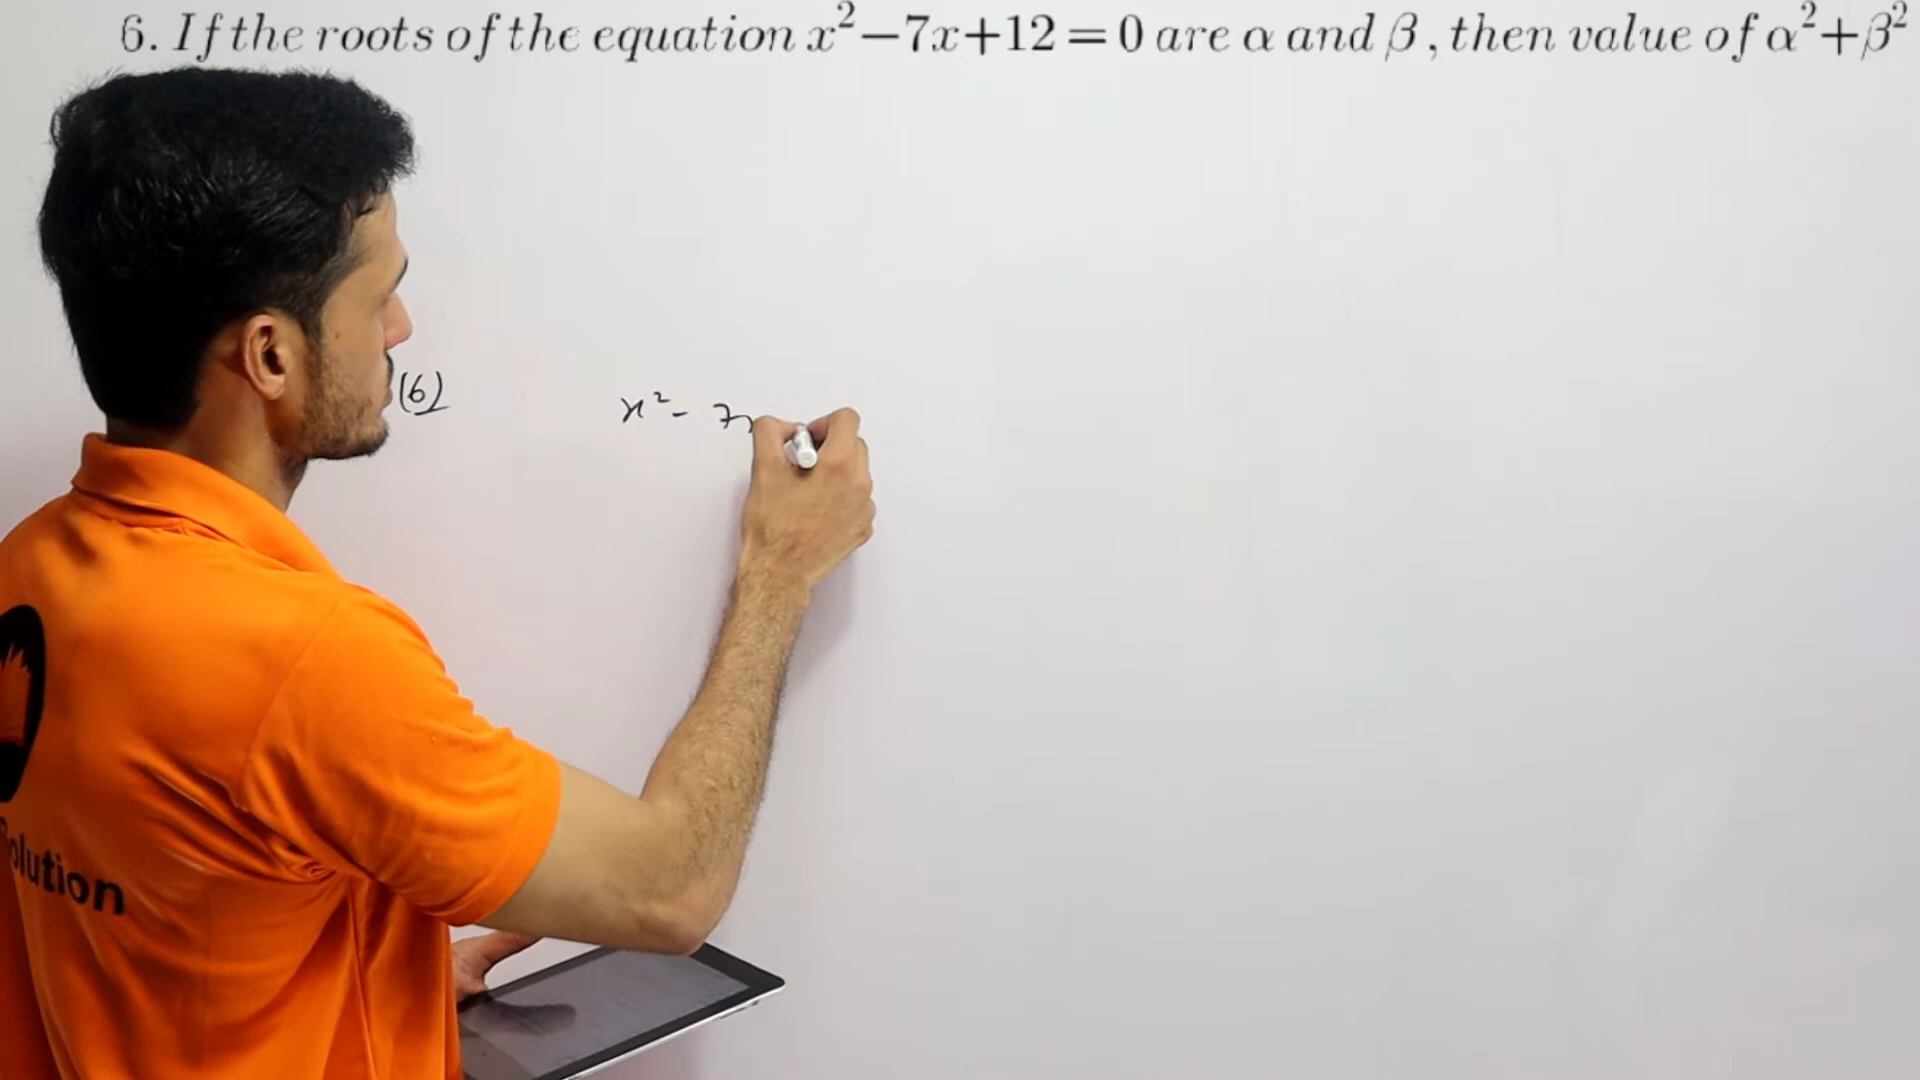 6. If the roots of the equation x²−7x+12=0 are α and β, then value of α²+β²
(6) x² - 7x
olution